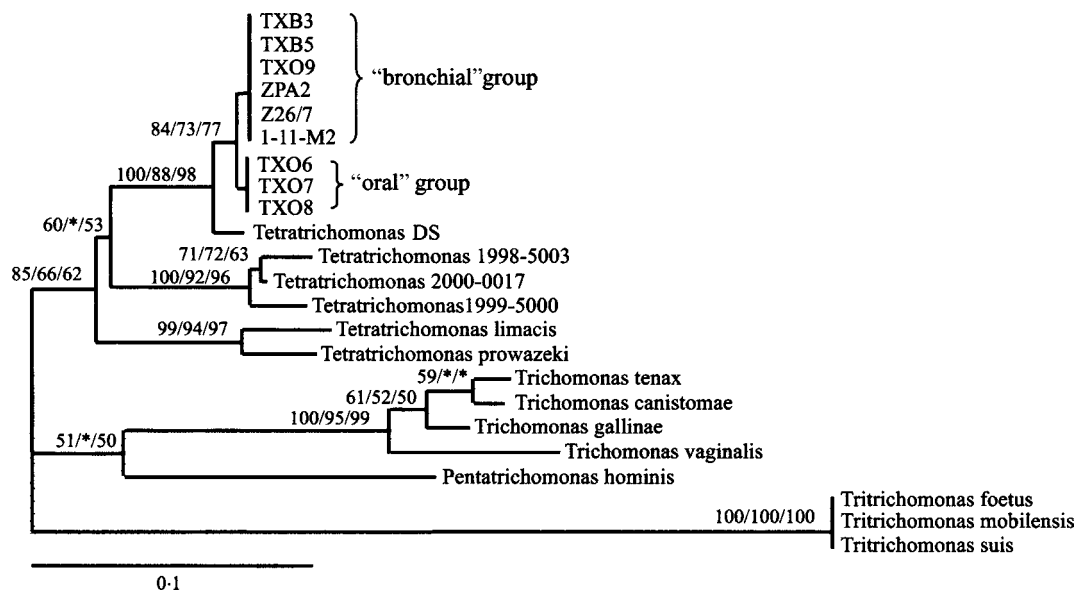 TXB3
TXB5
TXO9
ZPA2
Z26/7
1-11-M2
“bronchial”group
84/73/77
TXO6
TXO7
TXO8
“oral” group
100/88/98
Tetratrichomonas DS
60/*/53
71/72/63
Tetratrichomonas 1998-5003
85/66/62
100/92/96
Tetratrichomonas 2000-0017
Tetratrichomonas1999-5000
99/94/97
Tetratrichomonas limacis
Tetratrichomonas prowazeki
59/*/*
Trichomonas tenax
61/52/50
Trichomonas canistomae
100/95/99
Trichomonas gallinae
51/*/50
Trichomonas vaginalis
Pentatrichomonas hominis
100/100/100
Tritrichomonas foetus
Tritrichomonas mobilensis
Tritrichomonas suis
0·1